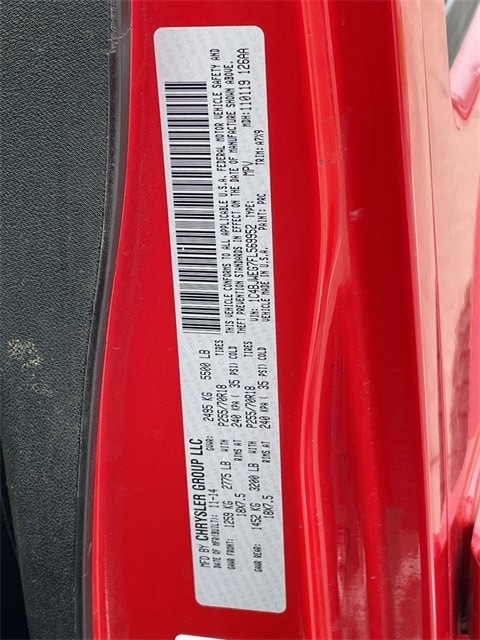 MFD BY CHRYSLER GROUP LLC
DATE OF MFR(BUILT): 11-14 GVWR: 2495 KG 5500 LB
GAWR FRONT: 1259 KG 2775 LB WITH P255/70R18 TIRES
18X7.5 RIMS AT 240 KPA ( 35 PSI) COLD
GAWR REAR: 1452 KG 3200 LB WITH P255/70R18 TIRES
18X7.5 RIMS AT 240 KPA ( 35 PSI) COLD
THIS VEHICLE CONFORMS TO ALL APPLICABLE U.S.A. FEDERAL MOTOR VEHICLE SAFETY AND
THEFT PREVENTION STANDARDS IN EFFECT ON THE DATE OF MANUFACTURE SHOWN ABOVE.
VIN: 1C4BJWEG7FL569952 TYPE: MPV MDH: 110119 126AA
VEHICLE MADE IN U.S.A. PAINT: PRC TRIM: A7X9